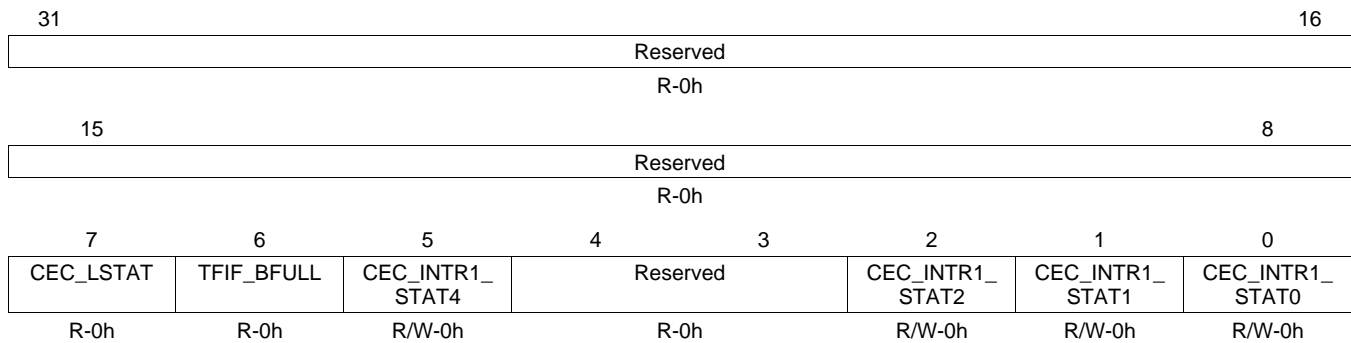 31 16
Reserved
R-0h
15 8
Reserved
R-0h
7 6 5 4 3 2 1 0
CEC_LSTAT TFIF_BFULL CEC_INTR1_ Reserved CEC_INTR1_ CEC_INTR1_ CEC_INTR1_
STAT4 STAT2 STAT1 STAT0
R-0h R-0h R/W-0h R-0h R/W-0h R/W-0h R/W-0h